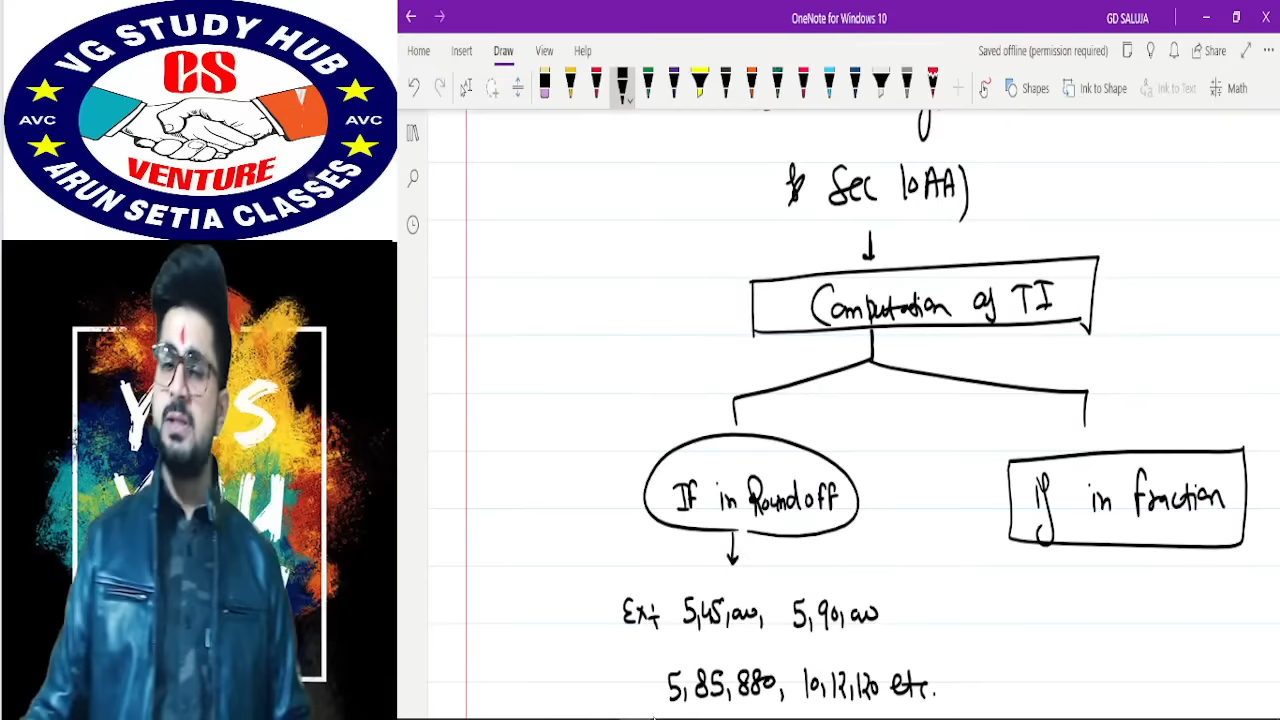 VG STUDY HUB
CS
AVC
AVC
VENTURE
ARUN SETIA CLASSES
OneNote for Windows 10
GD SALUJA
Home Insert Draw View Help
Saved offline (permission required)
Share
Shapes
Ink to Shape
Ink to Text
Math
Sec 10AA)
Computation of TI
If in Roundoff
if in fraction
Ex:- 5,45,000, 5,90,000
5,85,880, 10,12,120 etc.